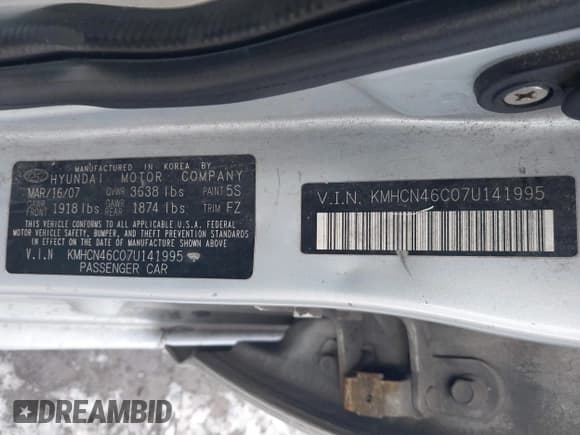 MANUFACTURED IN KOREA BY
HYUNDAI MOTOR COMPANY
MAR/16/07 GVWR 3638 lbs PAINT 5S
GAWR FRONT 1918 lbs GAWR REAR 1874 lbs TRIM FZ
THIS VEHICLE CONFORMS TO ALL APPLICABLE U.S.A. FEDERAL
MOTOR VEHICLE SAFETY, BUMPER, AND THEFT PREVENTION STANDARDS
IN EFFECT ON THE DATE OF MANUFACTURE SHOWN ABOVE
V.I.N KMHCN46C07U141995
PASSENGER CAR
V.I.N. KMHCN46C07U141995
DREAMBID